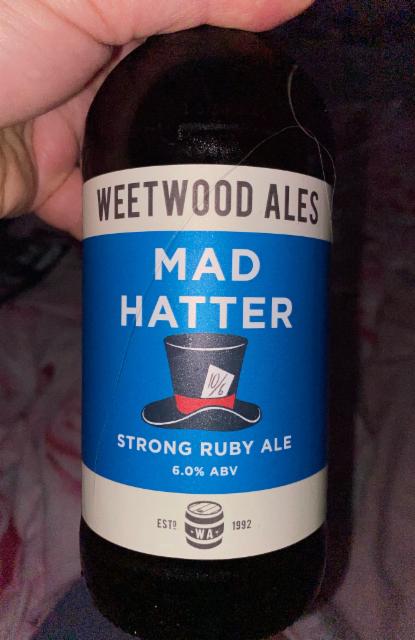 WEETWOOD ALES
MAD
HATTER
10/6
STRONG RUBY ALE
6.0% ABV
ESTD 1992
WA